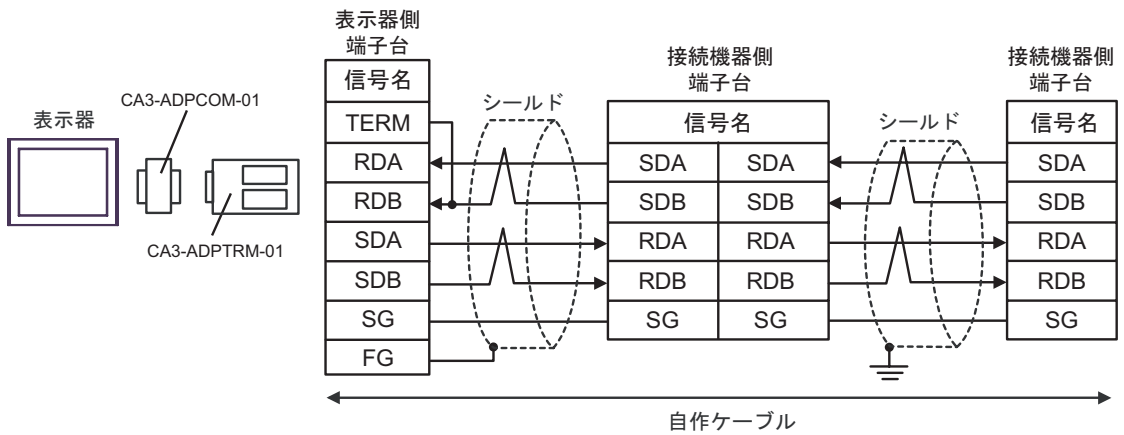 表示器
CA3-ADPCOM-01
CA3-ADPTRM-01
表示器側
端子台
信号名
TERM
RDA
RDB
SDA
SDB
SG
FG
シールド
接続機器側
端子台
信号名
SDA SDA
SDB SDB
RDA RDA
RDB RDB
SG SG
シールド
接続機器側
端子台
信号名
SDA
SDB
RDA
RDB
SG
自作ケーブル